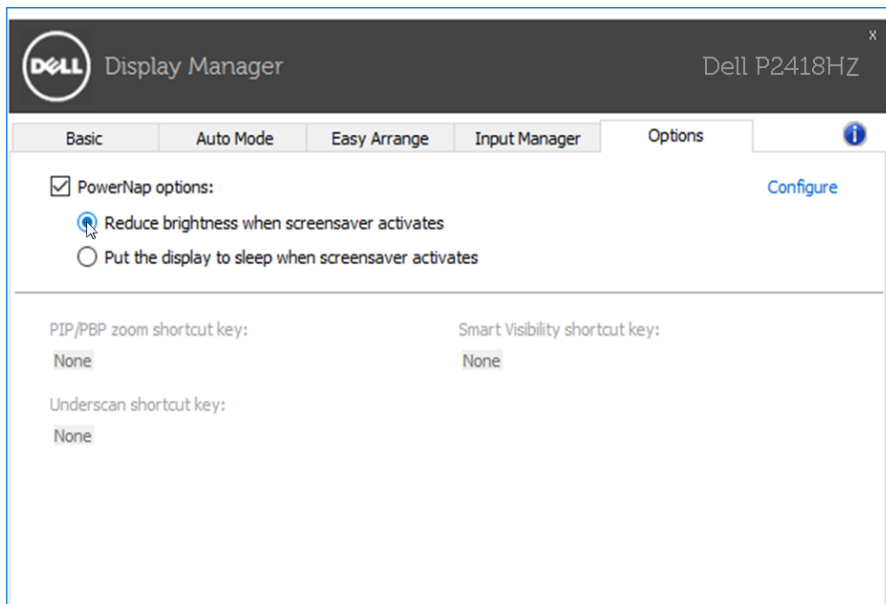 x
DELL Display Manager Dell P2418HZ
Basic Auto Mode Easy Arrange Input Manager Options i
PowerNap options: Configure
Reduce brightness when screensaver activates
Put the display to sleep when screensaver activates
PIP/PBP zoom shortcut key: Smart Visibility shortcut key:
None None
Underscan shortcut key:
None